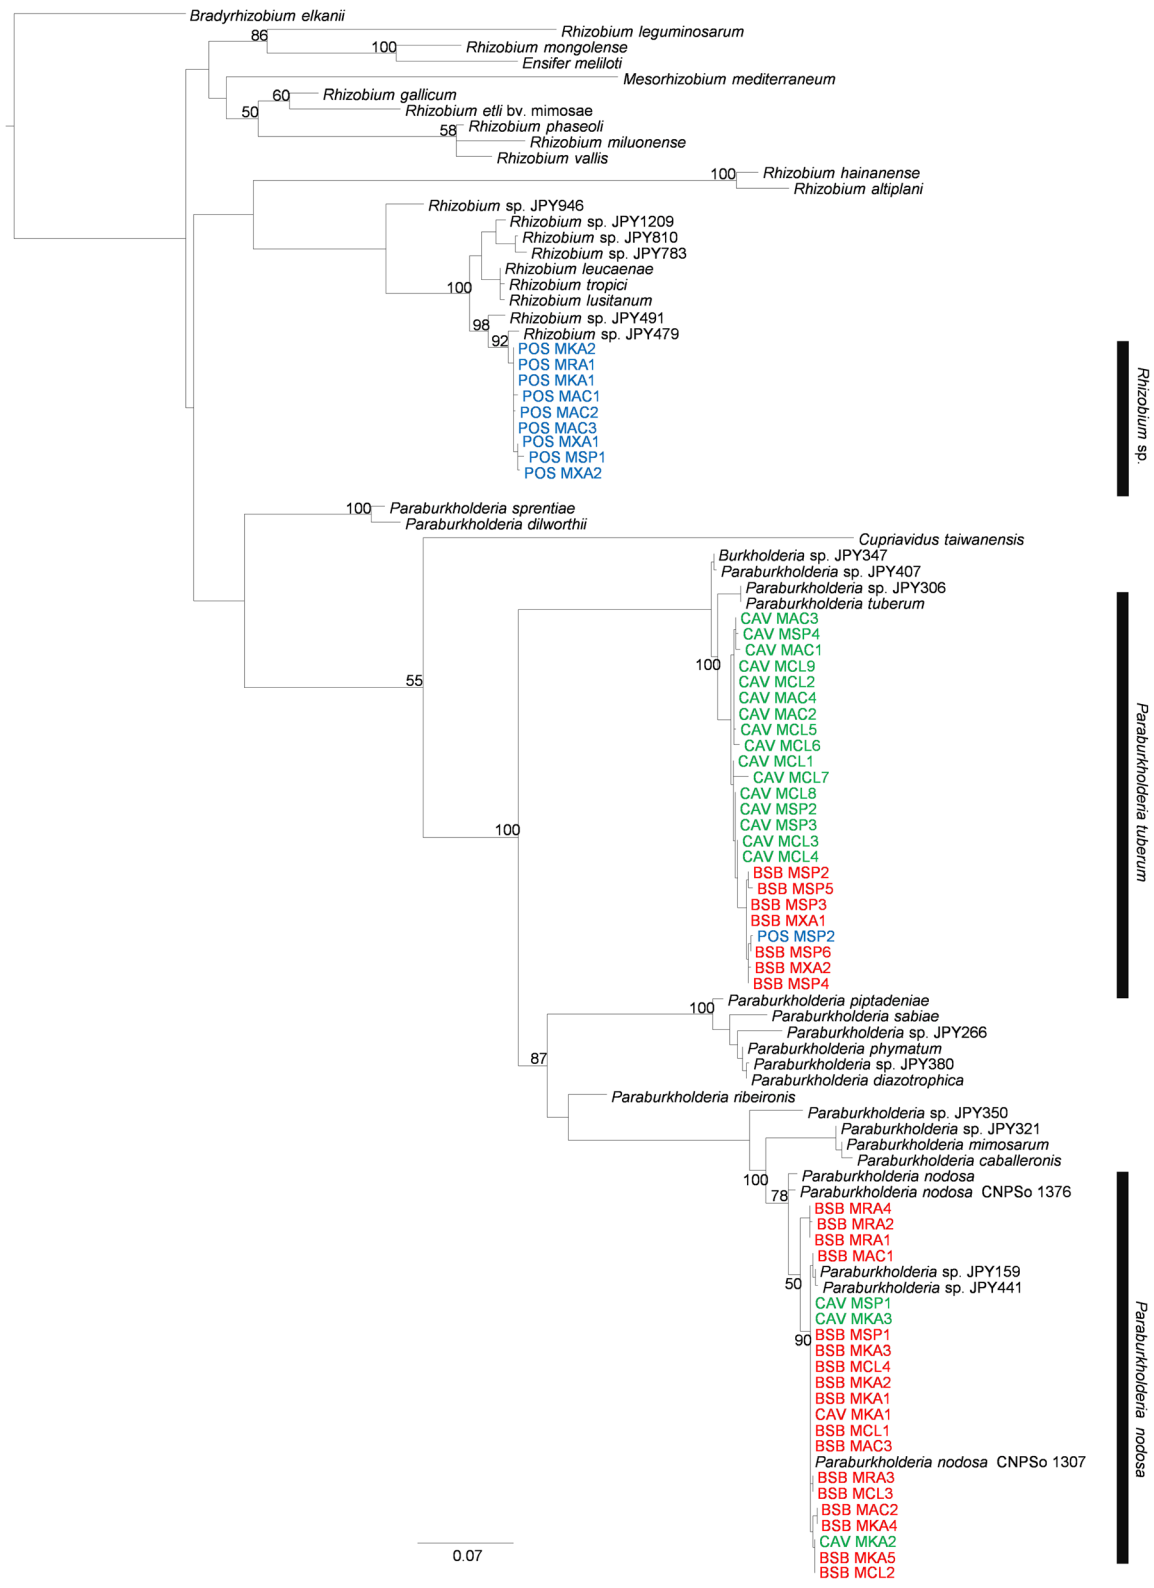 Bradyrhizobium elkanii
86
Rhizobium leguminosarum
100
Rhizobium mongolense
Ensifer meliloti
Mesorhizobium mediterraneum
60
Rhizobium gallicum
50
Rhizobium etli bv. mimosae
58
Rhizobium phaseoli
Rhizobium miluonense
Rhizobium vallis
100
Rhizobium hainanense
Rhizobium altiplani
Rhizobium sp. JPY946
Rhizobium sp. JPY1209
Rhizobium sp. JPY810
Rhizobium sp. JPY783
Rhizobium leucaenae
100
Rhizobium tropici
Rhizobium lusitanum
Rhizobium sp. JPY491
98
Rhizobium sp. JPY479
92
POS MKA2
POS MRA1
POS MKA1
POS MAC1
POS MAC2
POS MAC3
POS MXA1
POS MSP1
POS MXA2
Rhizobium sp.
100
Paraburkholderia sprentiae
Paraburkholderia dilworthii
Cupriavidus taiwanensis
Burkholderia sp. JPY347
Paraburkholderia sp. JPY407
Paraburkholderia sp. JPY306
Paraburkholderia tuberum
CAV MAC3
CAV MSP4
CAV MAC1
100
CAV MCL9
55
CAV MCL2
CAV MAC4
CAV MAC2
CAV MCL5
CAV MCL6
CAV MCL1
CAV MCL7
CAV MCL8
CAV MSP2
CAV MSP3
100
CAV MCL3
CAV MCL4
BSB MSP2
BSB MSP5
BSB MSP3
BSB MXA1
POS MSP2
BSB MSP6
BSB MXA2
BSB MSP4
Paraburkholderia tuberum
100
Paraburkholderia piptadeniae
Paraburkholderia sabiae
Paraburkholderia sp. JPY266
Paraburkholderia phymatum
87
Paraburkholderia sp. JPY380
Paraburkholderia diazotrophica
Paraburkholderia ribeironis
Paraburkholderia sp. JPY350
Paraburkholderia sp. JPY321
Paraburkholderia mimosarum
Paraburkholderia caballeronis
100
Paraburkholderia nodosa
78
Paraburkholderia nodosa CNPSo 1376
BSB MRA4
BSB MRA2
BSB MRA1
BSB MAC1
Paraburkholderia sp. JPY159
50
Paraburkholderia sp. JPY441
CAV MSP1
CAV MKA3
BSB MSP1
90
BSB MKA3
BSB MCL4
BSB MKA2
BSB MKA1
CAV MKA1
BSB MCL1
BSB MAC3
Paraburkholderia nodosa CNPSo 1307
BSB MRA3
BSB MCL3
BSB MAC2
BSB MKA4
CAV MKA2
BSB MKA5
BSB MCL2
Paraburkholderia nodosa
0.07